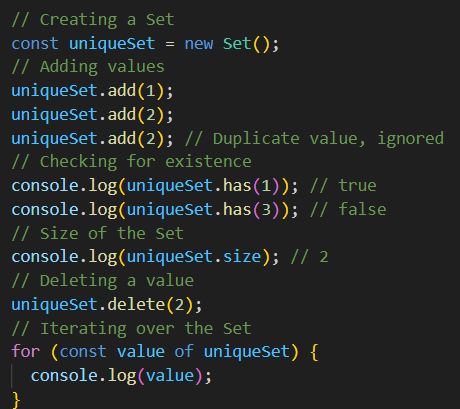 // Creating a Set
const uniqueSet = new Set();
// Adding values
uniqueSet.add(1);
uniqueSet.add(2);
uniqueSet.add(2); // Duplicate value, ignored
// Checking for existence
console.log(uniqueSet.has(1)); // true
console.log(uniqueSet.has(3)); // false
// Size of the Set
console.log(uniqueSet.size); // 2
// Deleting a value
uniqueSet.delete(2);
// Iterating over the Set
for (const value of uniqueSet) {
  console.log(value);
}